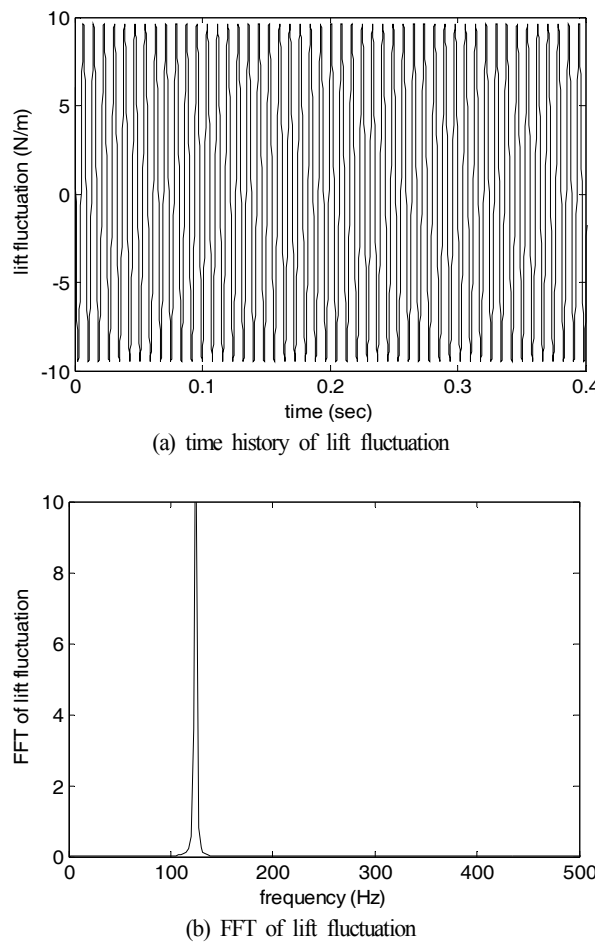 10
5
0
-5
-10
lift fluctuation (N/m)
0 0.1 0.2 0.3 0.4
time (sec)
(a) time history of lift fluctuation
10
8
6
4
2
0
FFT of lift fluctuation
0 100 200 300 400 500
frequency (Hz)
(b) FFT of lift fluctuation